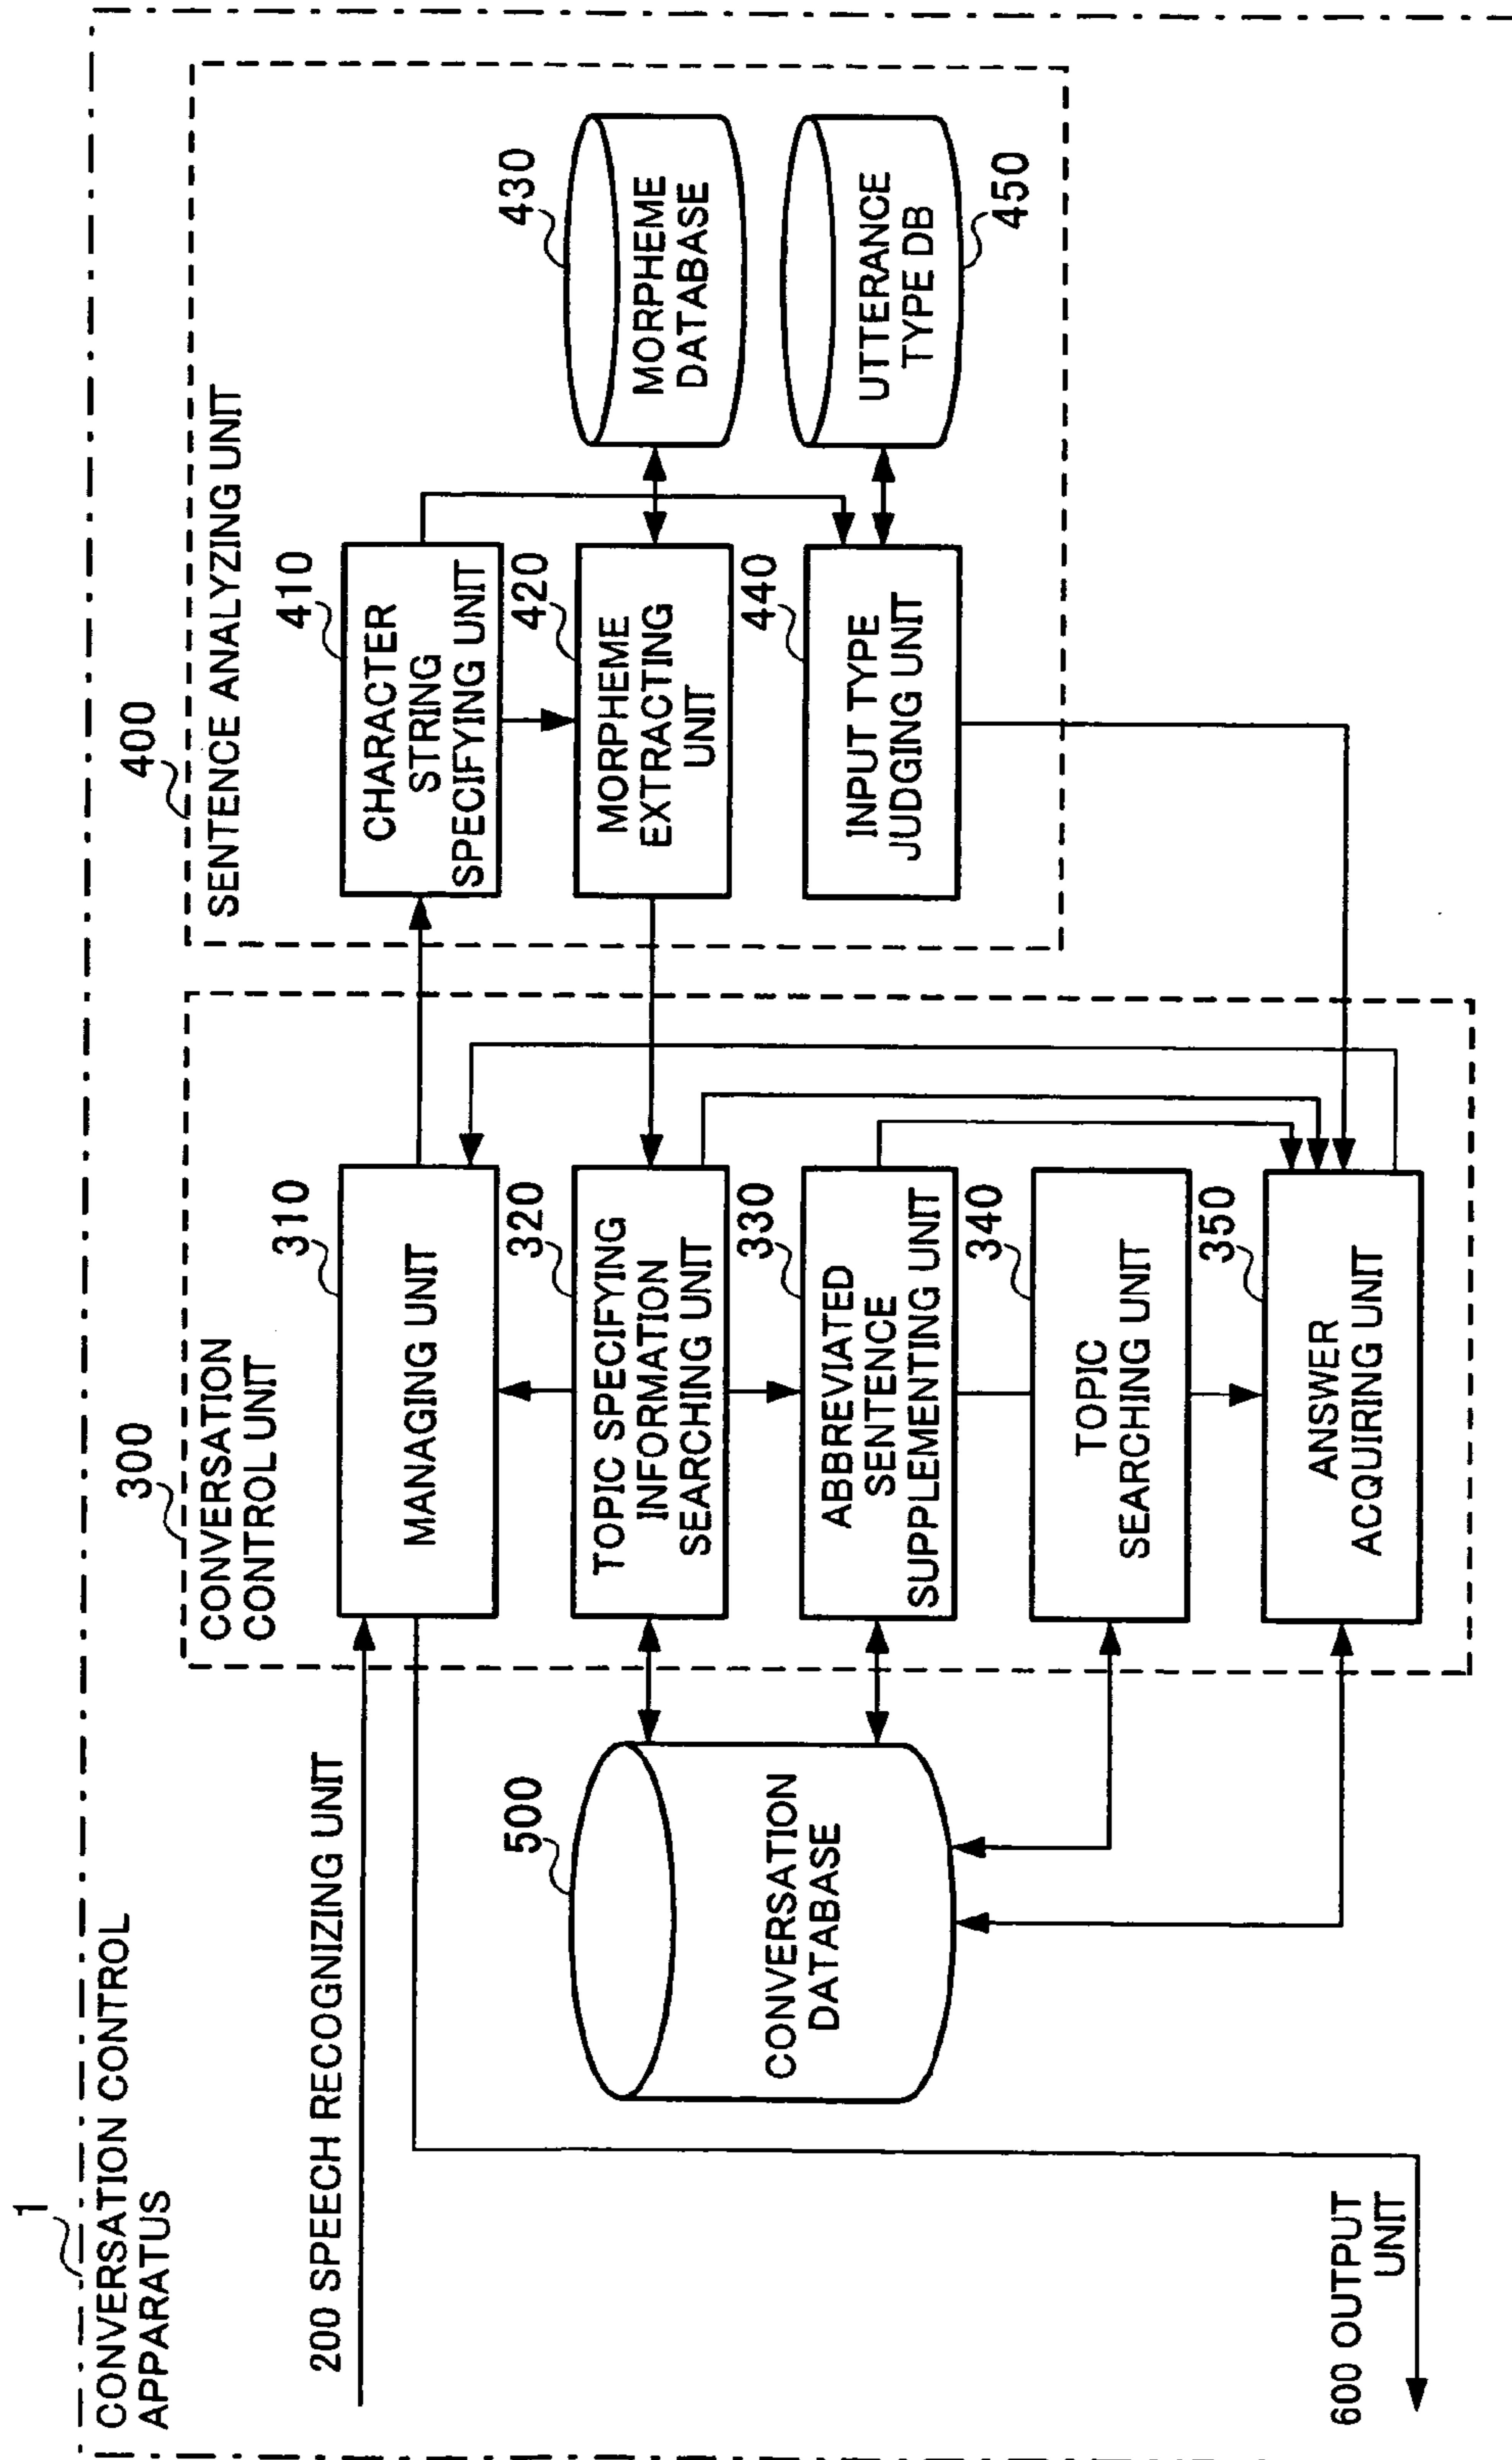 1
CONVERSATION CONTROL
APPARATUS
200 SPEECH RECOGNIZING UNIT
600 OUTPUT
UNIT
500
CONVERSATION
DATABASE
300
CONVERSATION
CONTROL UNIT
310
MANAGING UNIT
320
TOPIC SPECIFYING
INFORMATION
SEARCHING UNIT
330
ABBREVIATED
SENTENCE
SUPPLEMENTING UNIT
340
TOPIC
SEARCHING UNIT
350
ANSWER
ACQUIRING UNIT
400
SENTENCE ANALYZING UNIT
410
CHARACTER
STRING
SPECIFYING UNIT
420
MORPHEME
EXTRACTING
UNIT
440
INPUT TYPE
JUDGING UNIT
430
MORPHEME
DATABASE
450
UTTERANCE
TYPE DB